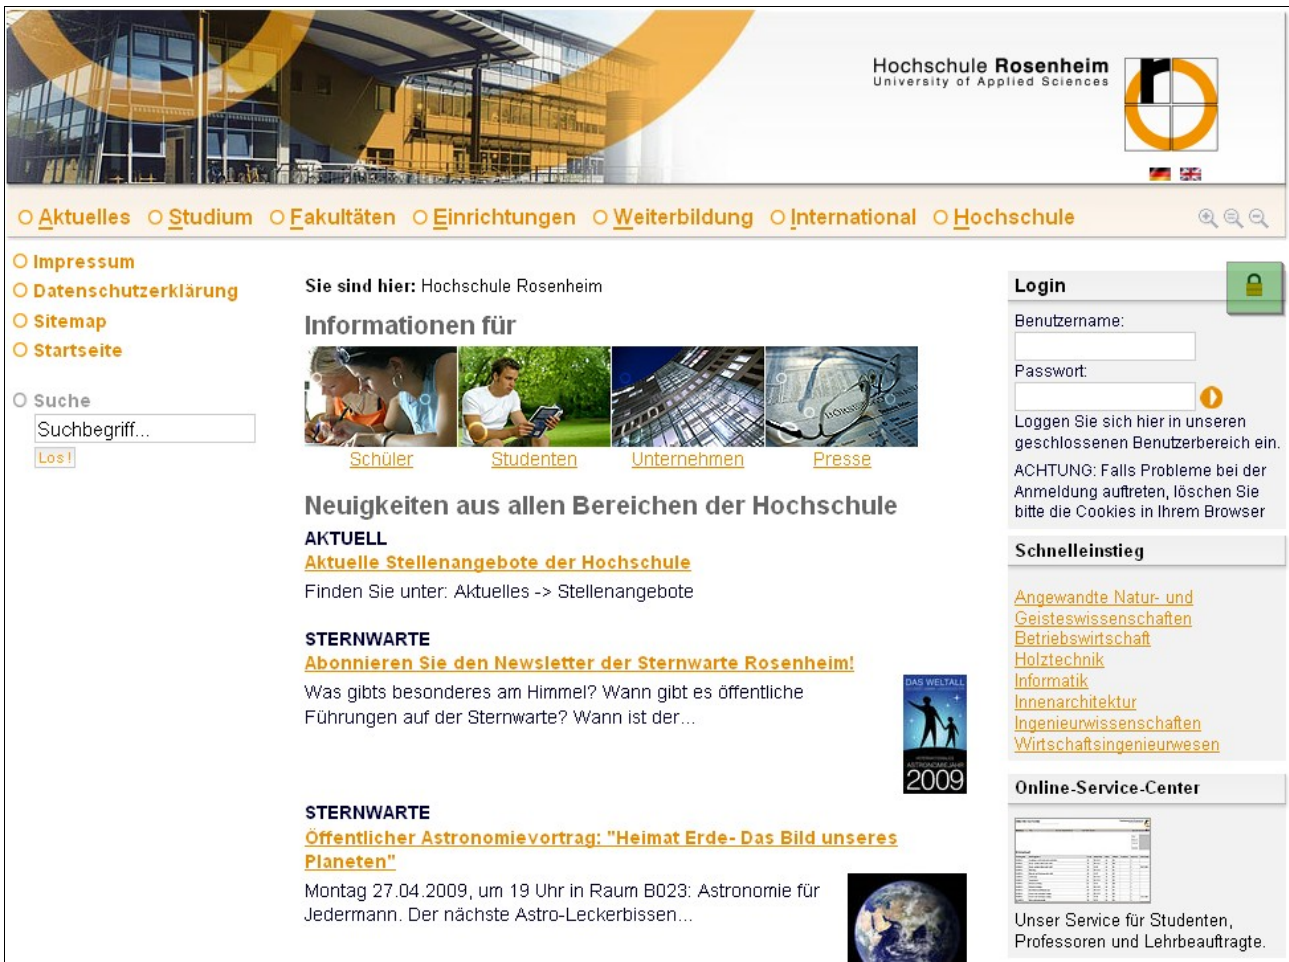 Hochschule Rosenheim
University of Applied Sciences
Aktuelles Studium Fakultäten Einrichtungen Weiterbildung International Hochschule
Impressum
Datenschutzerklärung
Sitemap
Startseite
Suche
Suchbegriff...
Los!
Sie sind hier: Hochschule Rosenheim
Informationen für
Schüler Studenten Unternehmen Presse
Neuigkeiten aus allen Bereichen der Hochschule
AKTUELL
Aktuelle Stellenangebote der Hochschule
Finden Sie unter: Aktuelles -> Stellenangebote
STERNWARTE
Abonnieren Sie den Newsletter der Sternwarte Rosenheim!
Was gibts besonderes am Himmel? Wann gibt es öffentliche
Führungen auf der Sternwarte? Wann ist der...
DAS WELTALL
ASTRONOMIEJAHR
2009
STERNWARTE
Öffentlicher Astronomievortrag: "Heimat Erde- Das Bild unseres
Planeten"
Montag 27.04.2009, um 19 Uhr in Raum B023: Astronomie für
Jedermann. Der nächste Astro-Leckerbissen...
Login
Benutzername:
Passwort:
Loggen Sie sich hier in unseren
geschlossenen Benutzerbereich ein.
ACHTUNG: Falls Probleme bei der
Anmeldung auftreten, löschen Sie
bitte die Cookies in Ihrem Browser
Schnelleinstieg
Angewandte Natur- und
Geisteswissenschaften
Betriebswirtschaft
Holztechnik
Informatik
Innenarchitektur
Ingenieurwissenschaften
Wirtschaftsingenieurwesen
Online-Service-Center
Unser Service für Studenten,
Professoren und Lehrbeauftragte.